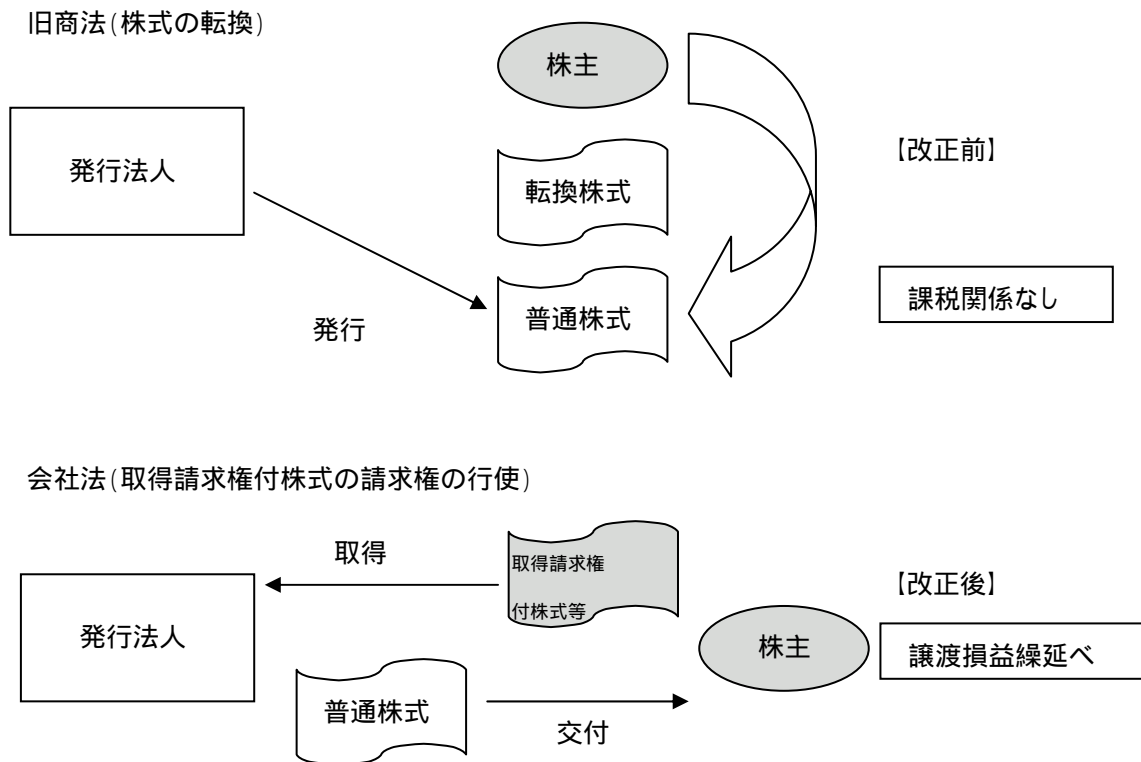 旧商法(株式の転換)
株主
発行法人
【改正前】
転換株式
課税関係なし
普通株式
発行
会社法(取得請求権付株式の請求権の行使)
取得
取得請求権
付株式等
【改正後】
発行法人
株主
譲渡損益繰延べ
普通株式
交付